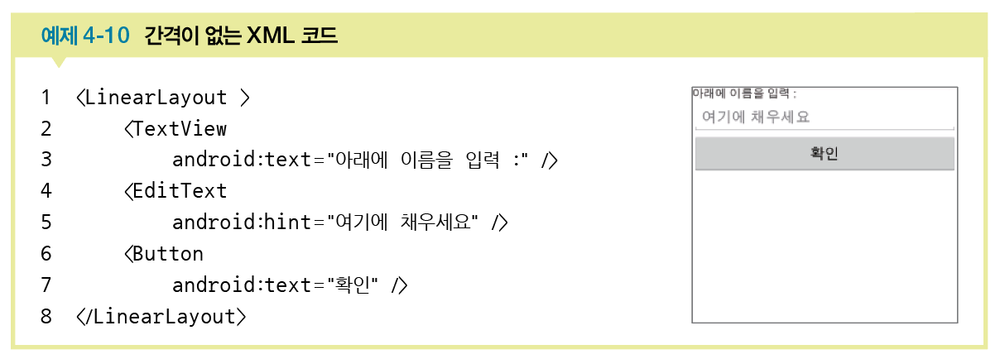 예제 4-10 간격이 없는 XML 코드
1 <LinearLayout >
2 <TextView
3 android:text="아래에 이름을 입력 :" />
4 <EditText
5 android:hint="여기에 채우세요" />
6 <Button
7 android:text="확인" />
8 </LinearLayout>
아래에 이름을 입력 :
여기에 채우세요
확인